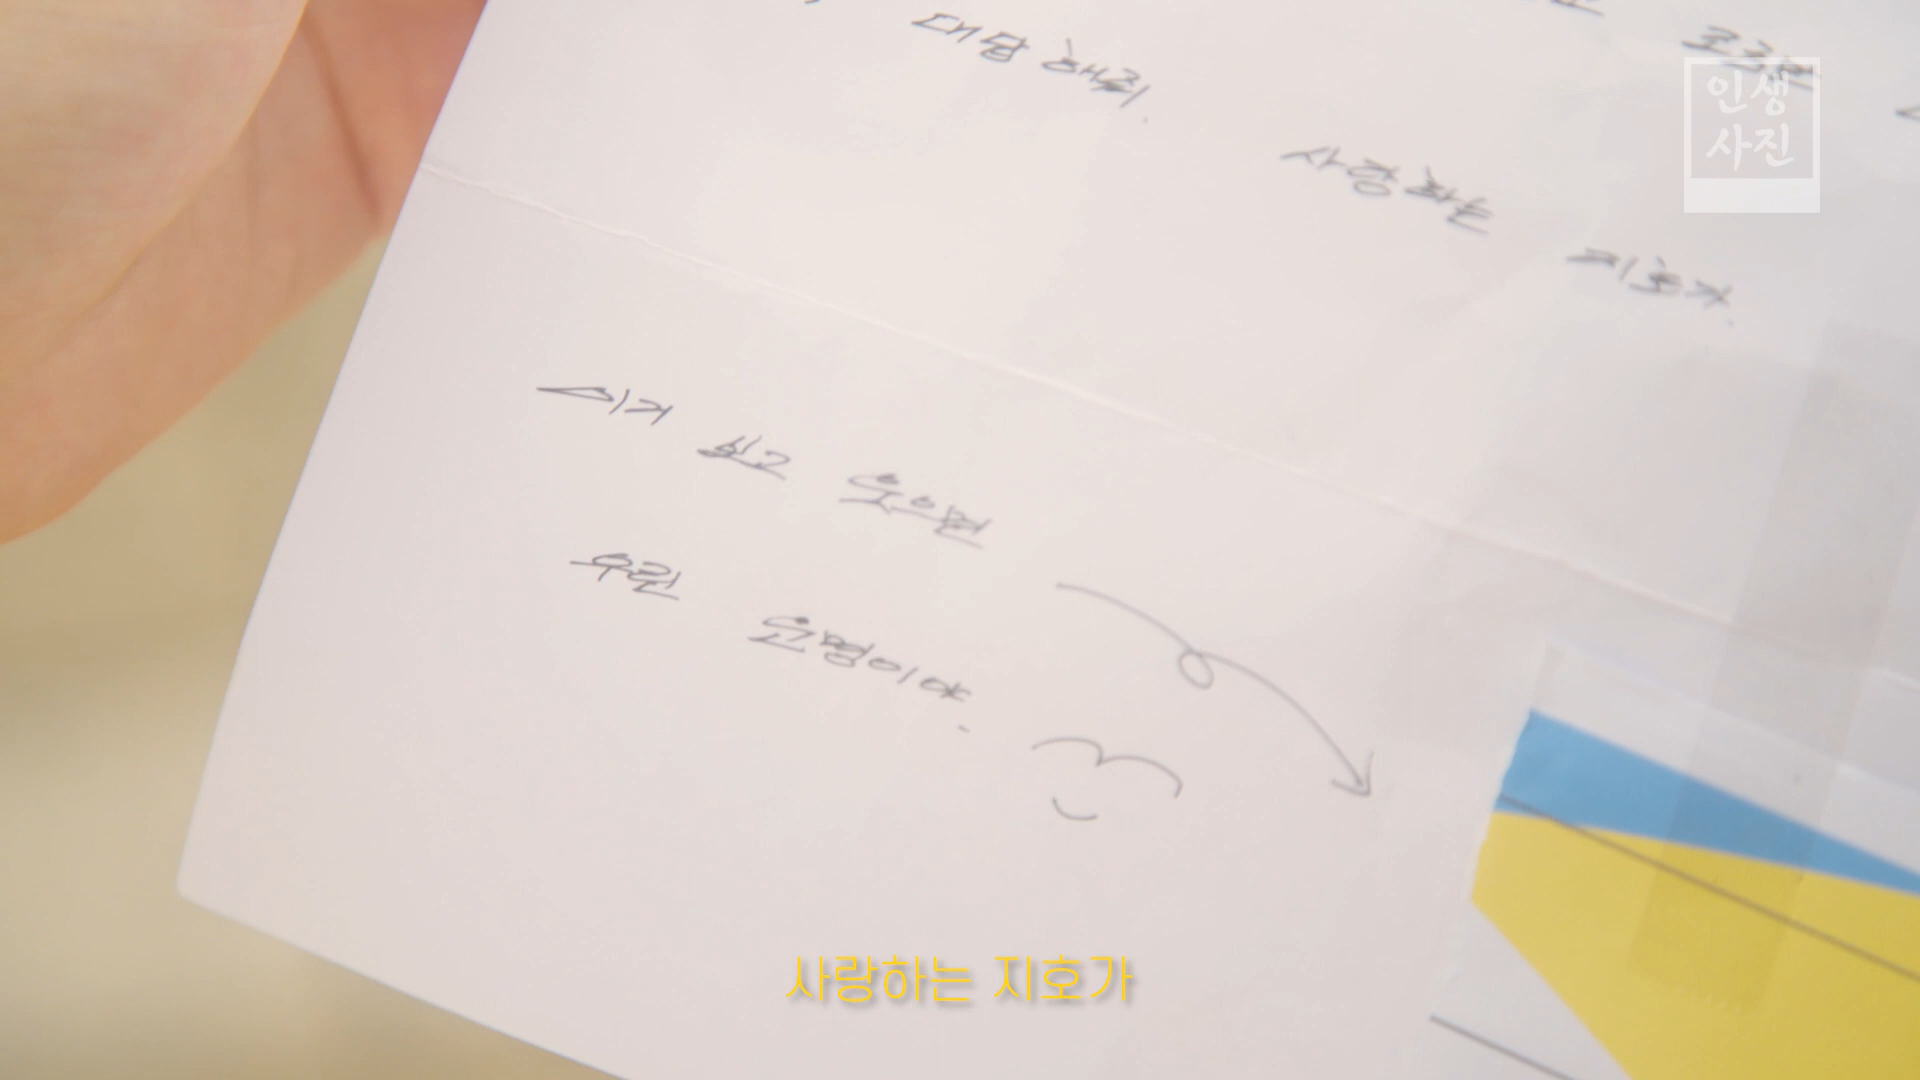 대답해줘.
인생
사진
사랑하는 지호가.
이거 보고 웃으면
우린 운명이야.
사랑하는 지호가